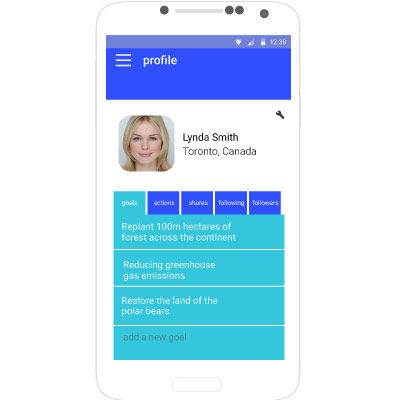 12:30
profile
Lynda Smith
Toronto, Canada
goals actions shares following followers
Replant 100m hectares of
forest across the continent
Reducing greenhouse
gas emissions
Restore the land of the
polar bears
add a new goal